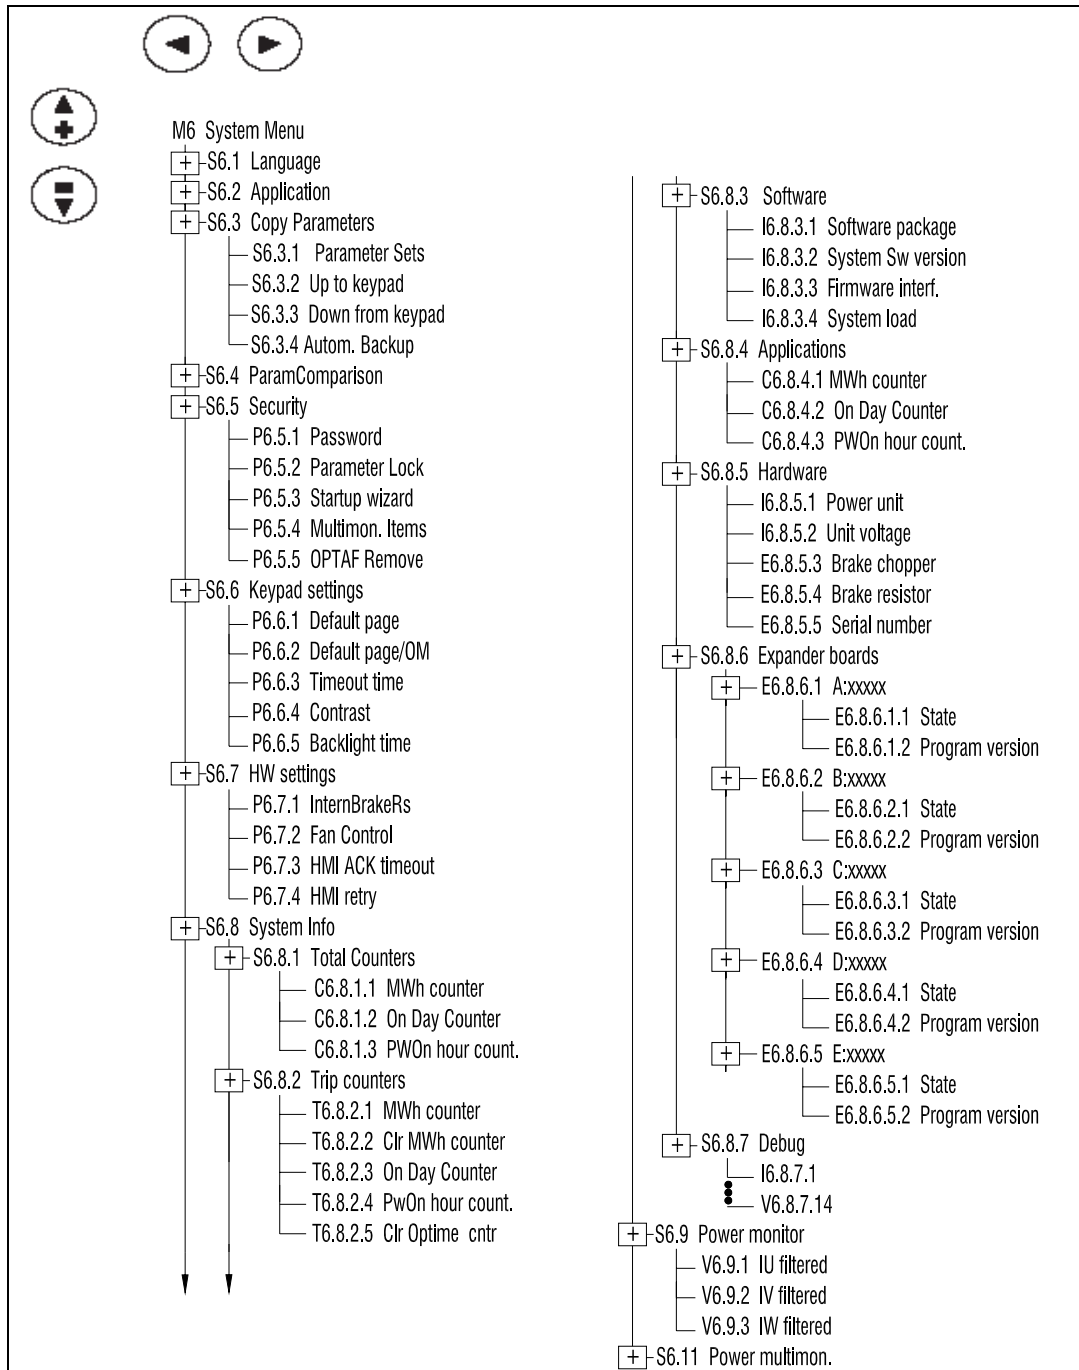 M6 System Menu
S6.1 Language
S6.2 Application
S6.3 Copy Parameters
S6.3.1 Parameter Sets
S6.3.2 Up to keypad
S6.3.3 Down from keypad
S6.3.4 Autom. Backup
S6.4 ParamComparison
S6.5 Security
P6.5.1 Password
P6.5.2 Parameter Lock
P6.5.3 Startup wizard
P6.5.4 Multimon. Items
P6.5.5 OPTAF Remove
S6.6 Keypad settings
P6.6.1 Default page
P6.6.2 Default page/OM
P6.6.3 Timeout time
P6.6.4 Contrast
P6.6.5 Backlight time
S6.7 HW settings
P6.7.1 InternBrakeRs
P6.7.2 Fan Control
P6.7.3 HMI ACK timeout
P6.7.4 HMI retry
S6.8 System Info
S6.8.1 Total Counters
C6.8.1.1 MWh counter
C6.8.1.2 On Day Counter
C6.8.1.3 PWOn hour count.
S6.8.2 Trip counters
T6.8.2.1 MWh counter
T6.8.2.2 Clr MWh counter
T6.8.2.3 On Day Counter
T6.8.2.4 PwOn hour count.
T6.8.2.5 Clr Optime cntr
S6.8.3 Software
I6.8.3.1 Software package
I6.8.3.2 System Sw version
I6.8.3.3 Firmware interf.
I6.8.3.4 System load
S6.8.4 Applications
C6.8.4.1 MWh counter
C6.8.4.2 On Day Counter
C6.8.4.3 PWOn hour count.
S6.8.5 Hardware
I6.8.5.1 Power unit
I6.8.5.2 Unit voltage
E6.8.5.3 Brake chopper
E6.8.5.4 Brake resistor
E6.8.5.5 Serial number
S6.8.6 Expander boards
E6.8.6.1 A:xxxxx
E6.8.6.1.1 State
E6.8.6.1.2 Program version
E6.8.6.2 B:xxxxx
E6.8.6.2.1 State
E6.8.6.2.2 Program version
E6.8.6.3 C:xxxxx
E6.8.6.3.1 State
E6.8.6.3.2 Program version
E6.8.6.4 D:xxxxx
E6.8.6.4.1 State
E6.8.6.4.2 Program version
E6.8.6.5 E:xxxxx
E6.8.6.5.1 State
E6.8.6.5.2 Program version
S6.8.7 Debug
I6.8.7.1
V6.8.7.14
S6.9 Power monitor
V6.9.1 IU filtered
V6.9.2 IV filtered
V6.9.3 IW filtered
S6.11 Power multimon.